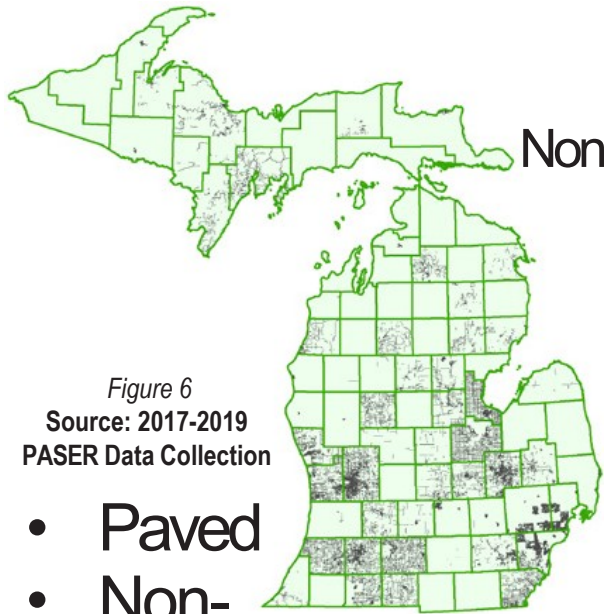 Non
Figure 6
Source: 2017-2019
PASER Data Collection
• Paved
• Non-